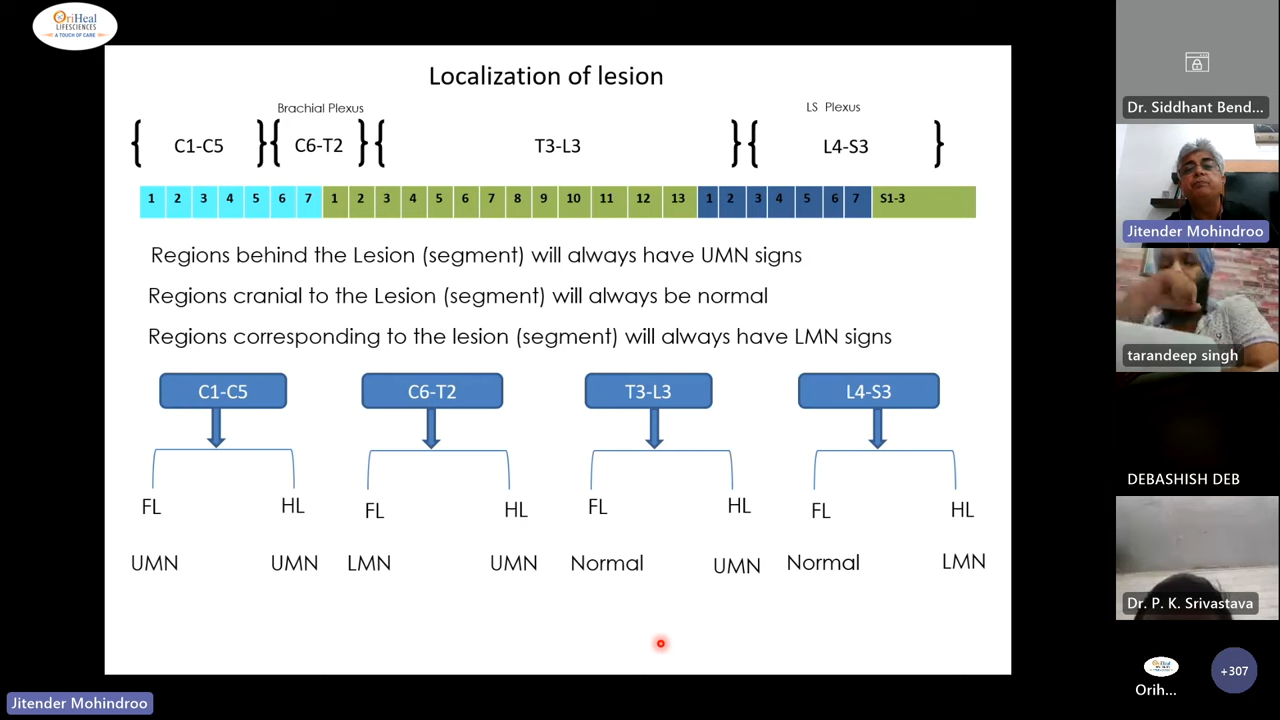 OriHeal
LIFESCIENCES
A TOUCH OF CARE
Localization of lesion
Brachial Plexus
LS Plexus
{ C1-C5 } { C6-T2 } { T3-L3 } { L4-S3 }
1 2 3 4 5 6 7 1 2 3 4 5 6 7 8 9 10 11 12 13 1 2 3 4 5 6 7 S1-3
Regions behind the Lesion (segment) will always have UMN signs
Regions cranial to the Lesion (segment) will always be normal
Regions corresponding to the lesion (segment) will always have LMN signs
C1-C5 C6-T2 T3-L3 L4-S3
FL HL FL HL FL HL FL HL
UMN UMN LMN UMN Normal UMN Normal LMN
Jitender Mohindroo
Dr. Siddhant Bend...
Jitender Mohindroo
tarandeep singh
DEBASHISH DEB
Dr. P. K. Srivastava
Orih...
+307